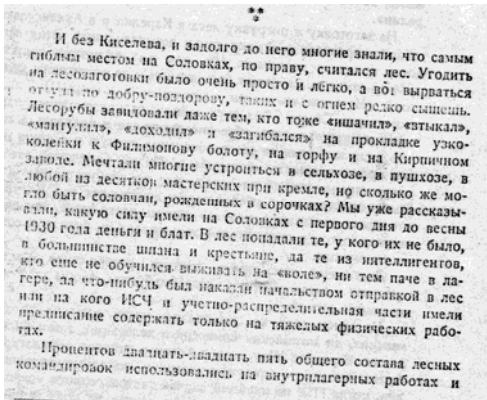 **
И без Киселева, и задолго до него многие знали, что самым
гиблым местом на Соловках, по праву, считался лес. Угодить
на лесозаготовки было очень просто и легко, а вот вырваться
оттуда по добру-поздорову, таких и с огнем редко сыщешь.
Лесорубы завидовали даже тем, кто тоже «ишачил», «втыкал»,
«мантулил», «доходил» и «загибался» на прокладке узко-
колейки к Филимонову болоту, на торфу и на Кирпичном
заводе. Мечтали многие устроиться в сельхозе, в пушхозе, в
любой из десятков мастерских при кремле, но сколько же мо-
гло быть соловчан, рожденных в сорочках? Мы уже рассказы-
вали, какую силу имели на Соловках с первого дня до весны
1930 года деньги и блат. В лес попадали те, у кого их не было,
в большинстве шпана и крестьяне, да те из интеллигентов,
кто еще не обучился выживать на «воле», ни тем паче в ла-
гере, да что-нибудь был наказан начальством отправкой в лес
или на кого ИСЧ и учетно-распределительная части имели
предписание содержать только на тяжелых физических рабо-
тах.
Процентов двадцать-двадцать пять общего состава лесных
командировок использовались на внутрилагерных работах и